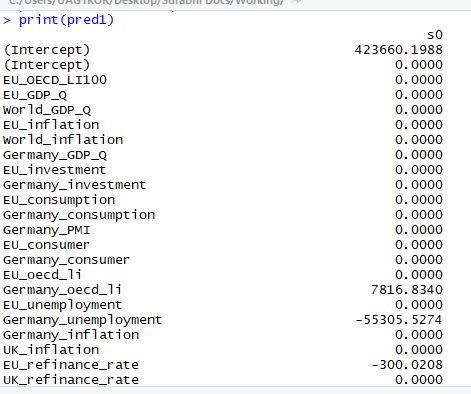 C:/Users/UAGYKOK/Desktop/Surabhi Docs/Working/
> print(pred1)
s0
(Intercept) 423660.1988
(Intercept) 0.0000
EU_OECD_LI100 0.0000
EU_GDP_Q 0.0000
World_GDP_Q 0.0000
EU_inflation 0.0000
World_inflation 0.0000
Germany_GDP_Q 0.0000
EU_investment 0.0000
Germany_investment 0.0000
EU_consumption 0.0000
Germany_consumption 0.0000
Germany_PMI 0.0000
EU_consumer 0.0000
Germany_consumer 0.0000
EU_oecd_li 0.0000
Germany_oecd_li 7816.8340
EU_unemployment 0.0000
Germany_unemployment -55305.5274
Germany_inflation 0.0000
UK_inflation 0.0000
EU_refinance_rate -300.0208
UK_refinance_rate 0.0000